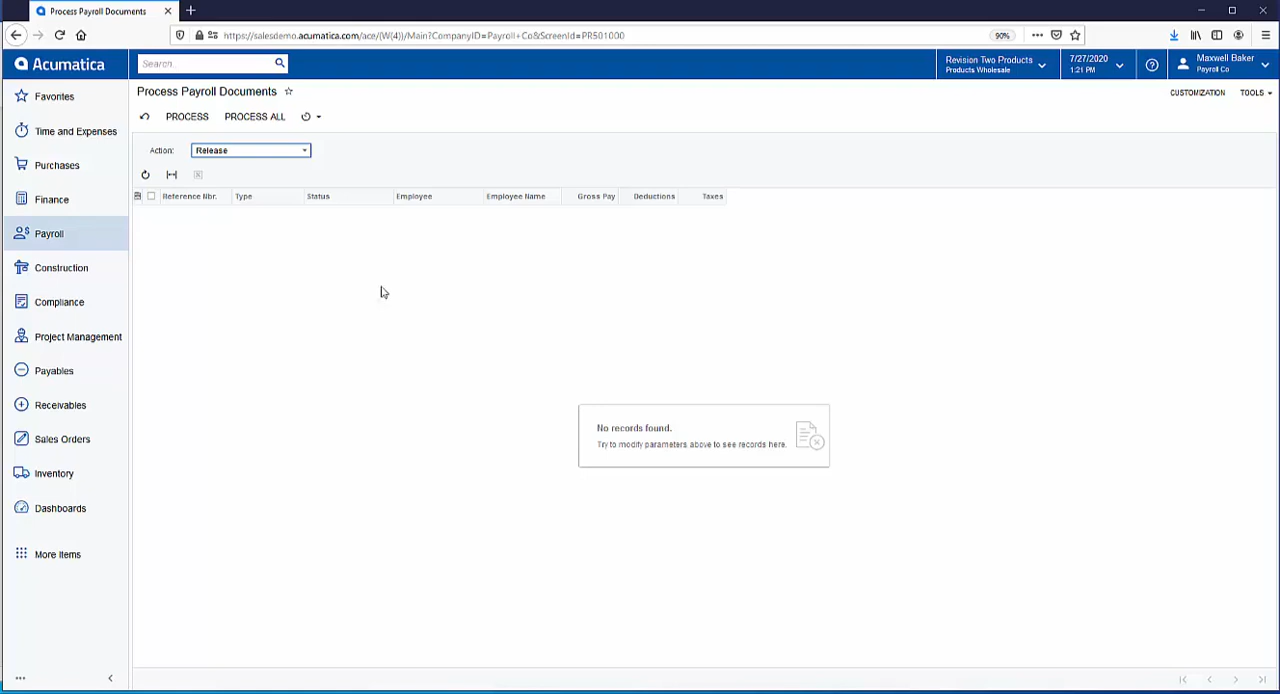 Process Payroll Documents
https://salesdemo.acumatica.com/ace/(W(4))/Main?CompanyID=Payroll+Co&ScreenId=PR501000
90%
Acumatica
Search...
Revision Two Products
Products Wholesale
7/27/2020
1:21 PM
Maxwell Baker
Payroll Co
Favorites
Time and Expenses
Purchases
Finance
Payroll
Construction
Compliance
Project Management
Payables
Receivables
Sales Orders
Inventory
Dashboards
More Items
Process Payroll Documents
CUSTOMIZATION TOOLS
PROCESS PROCESS ALL
Action: Release
Reference Nbr. Type Status Employee Employee Name Gross Pay Deductions Taxes
No records found.
Try to modify parameters above to see records here.